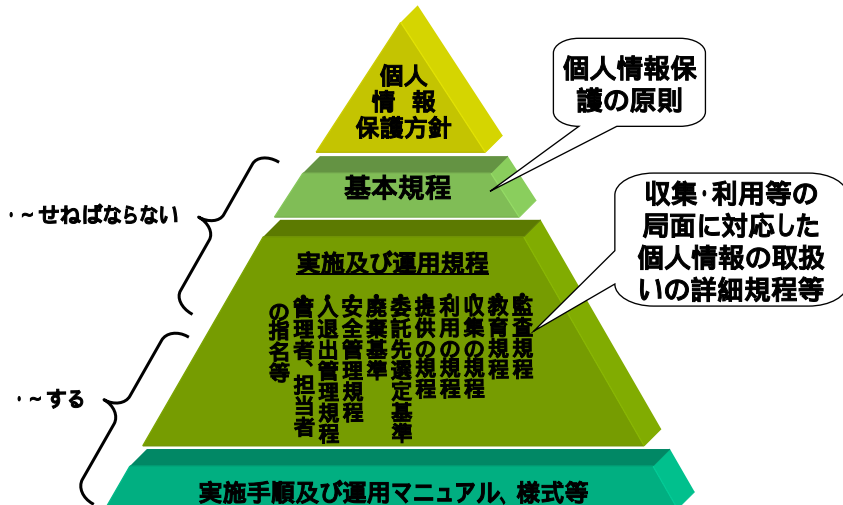 個人
情 報
保護方針
個人情報保
護の原則
基本規程
・~せねばならない
収集・利用等の
局面に対応した
個人情報の取扱
いの詳細規程等
実施及び運用規程
・監査規程
・教育規程
・収集の規程
・利用の規程
・提供の規程
・委託先選定基準
・廃棄基準
・安全管理規程
・入退出管理規程
・管理者、担当者
の指名等
・~する
実施手順及び運用マニュアル、様式等